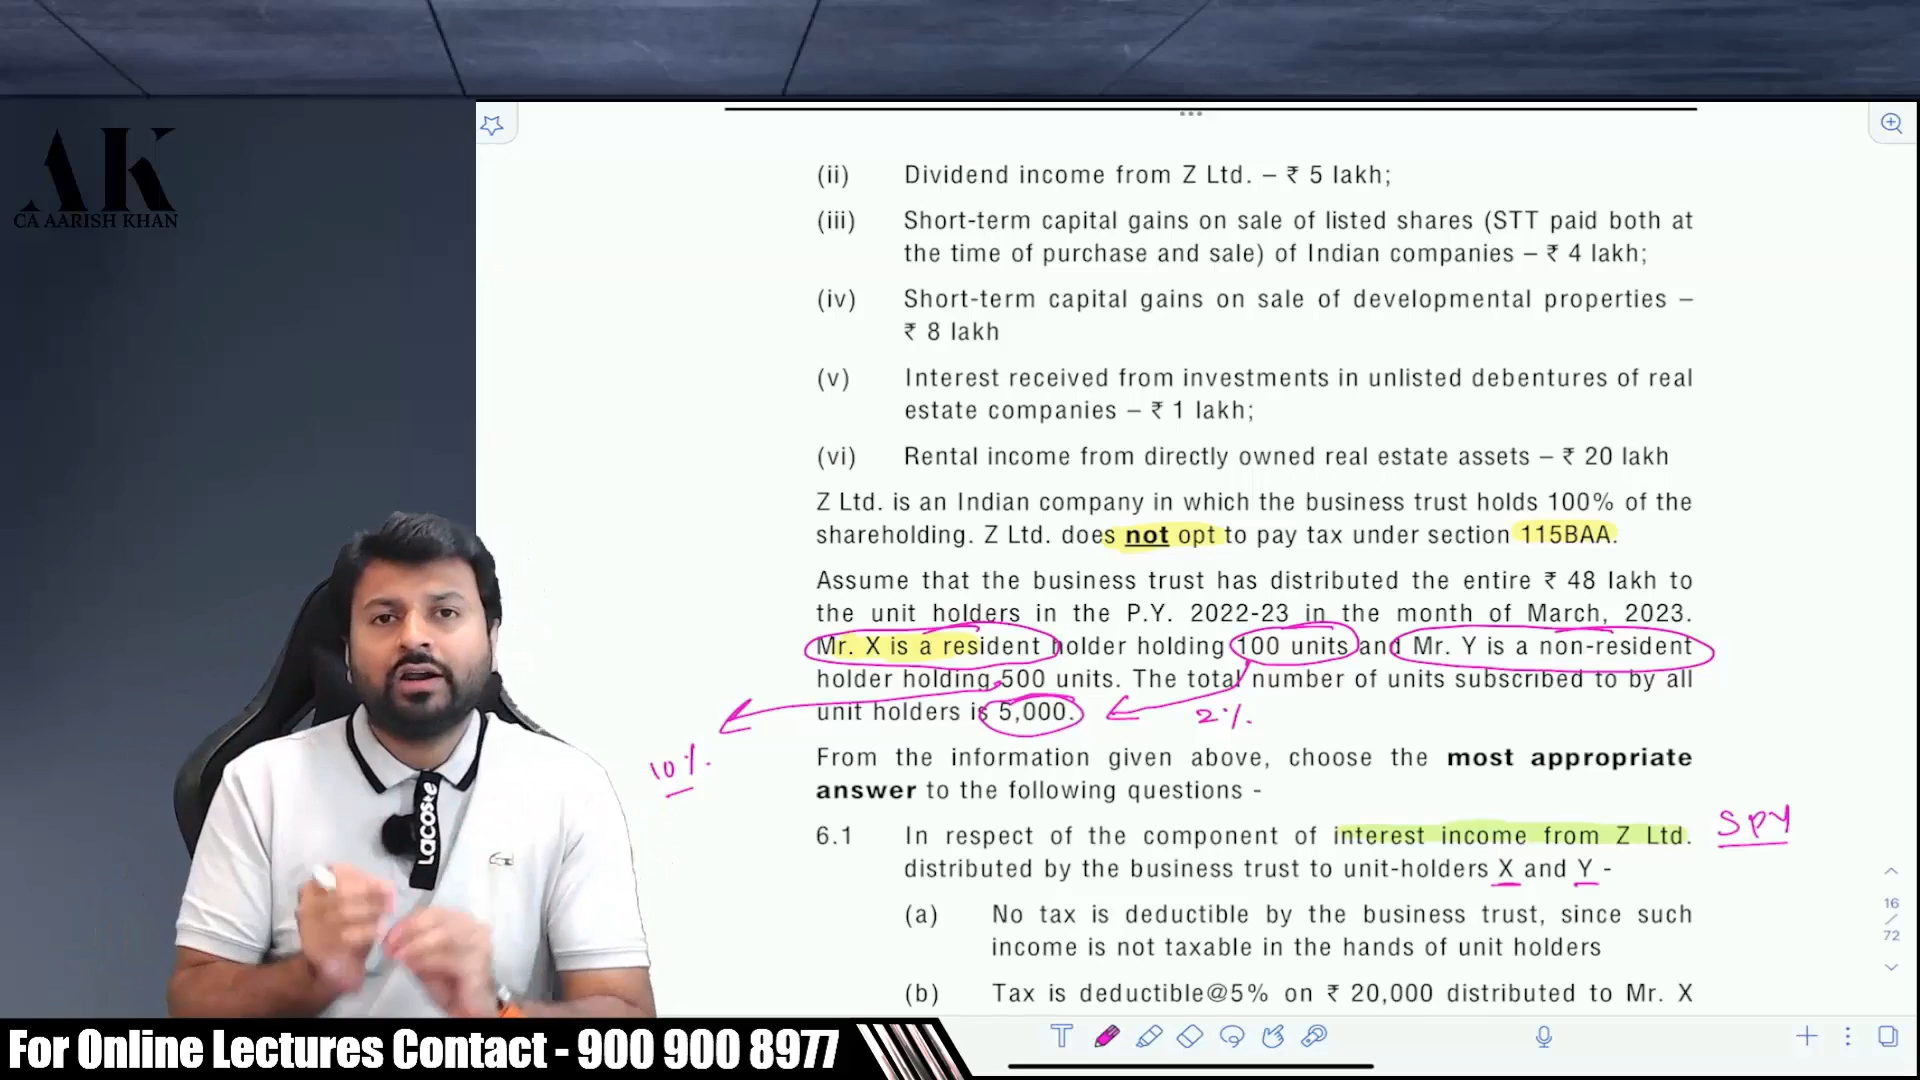 AK
CA AARISH KHAN
(ii) Dividend income from Z Ltd. – ₹ 5 lakh;
(iii) Short-term capital gains on sale of listed shares (STT paid both at
the time of purchase and sale) of Indian companies – ₹ 4 lakh;
(iv) Short-term capital gains on sale of developmental properties –
₹ 8 lakh
(v) Interest received from investments in unlisted debentures of real
estate companies – ₹ 1 lakh;
(vi) Rental income from directly owned real estate assets – ₹ 20 lakh
Z Ltd. is an Indian company in which the business trust holds 100% of the
shareholding. Z Ltd. does not opt to pay tax under section 115BAA.
Assume that the business trust has distributed the entire ₹ 48 lakh to
the unit holders in the P.Y. 2022-23 in the month of March, 2023.
Mr. X is a resident holder holding 100 units and Mr. Y is a non-resident
holder holding 500 units. The total number of units subscribed to by all
unit holders is 5,000.
2%.
10%.
From the information given above, choose the most appropriate
answer to the following questions -
SPV
6.1 In respect of the component of interest income from Z Ltd.
distributed by the business trust to unit-holders X and Y -
(a) No tax is deductible by the business trust, since such
income is not taxable in the hands of unit holders
(b) Tax is deductible@5% on ₹ 20,000 distributed to Mr. X
16
/
72
LACOSTE
T
For Online Lectures Contact - 900 900 8977